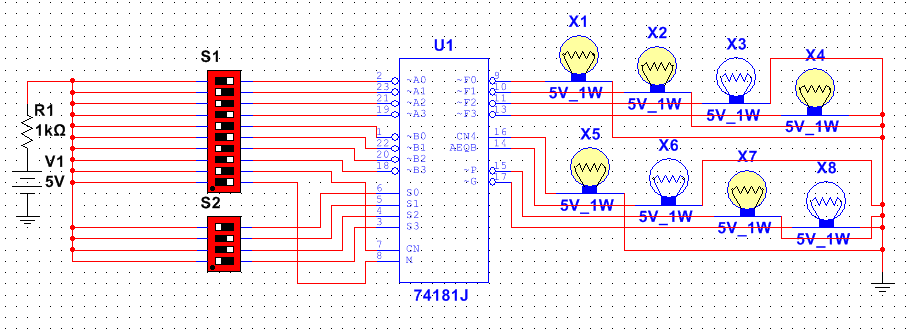 S1
S2
R1
1kΩ
V1
5V
U1
2 ~A0
23 ~A1
21 ~A2
19 ~A3
1 ~B0
22 ~B1
20 ~B2
18 ~B3
6 S0
5 S1
4 S2
3 S3
7 CN
8 M
~F0 9
~F1 10
~F2 11
~F3 13
CN4 16
AEQB 14
~P 15
~G 17
74181J
X1
5V_1W
X2
5V_1W
X3
5V_1W
X4
5V_1W
X5
5V_1W
X6
5V_1W
X7
5V_1W
X8
5V_1W